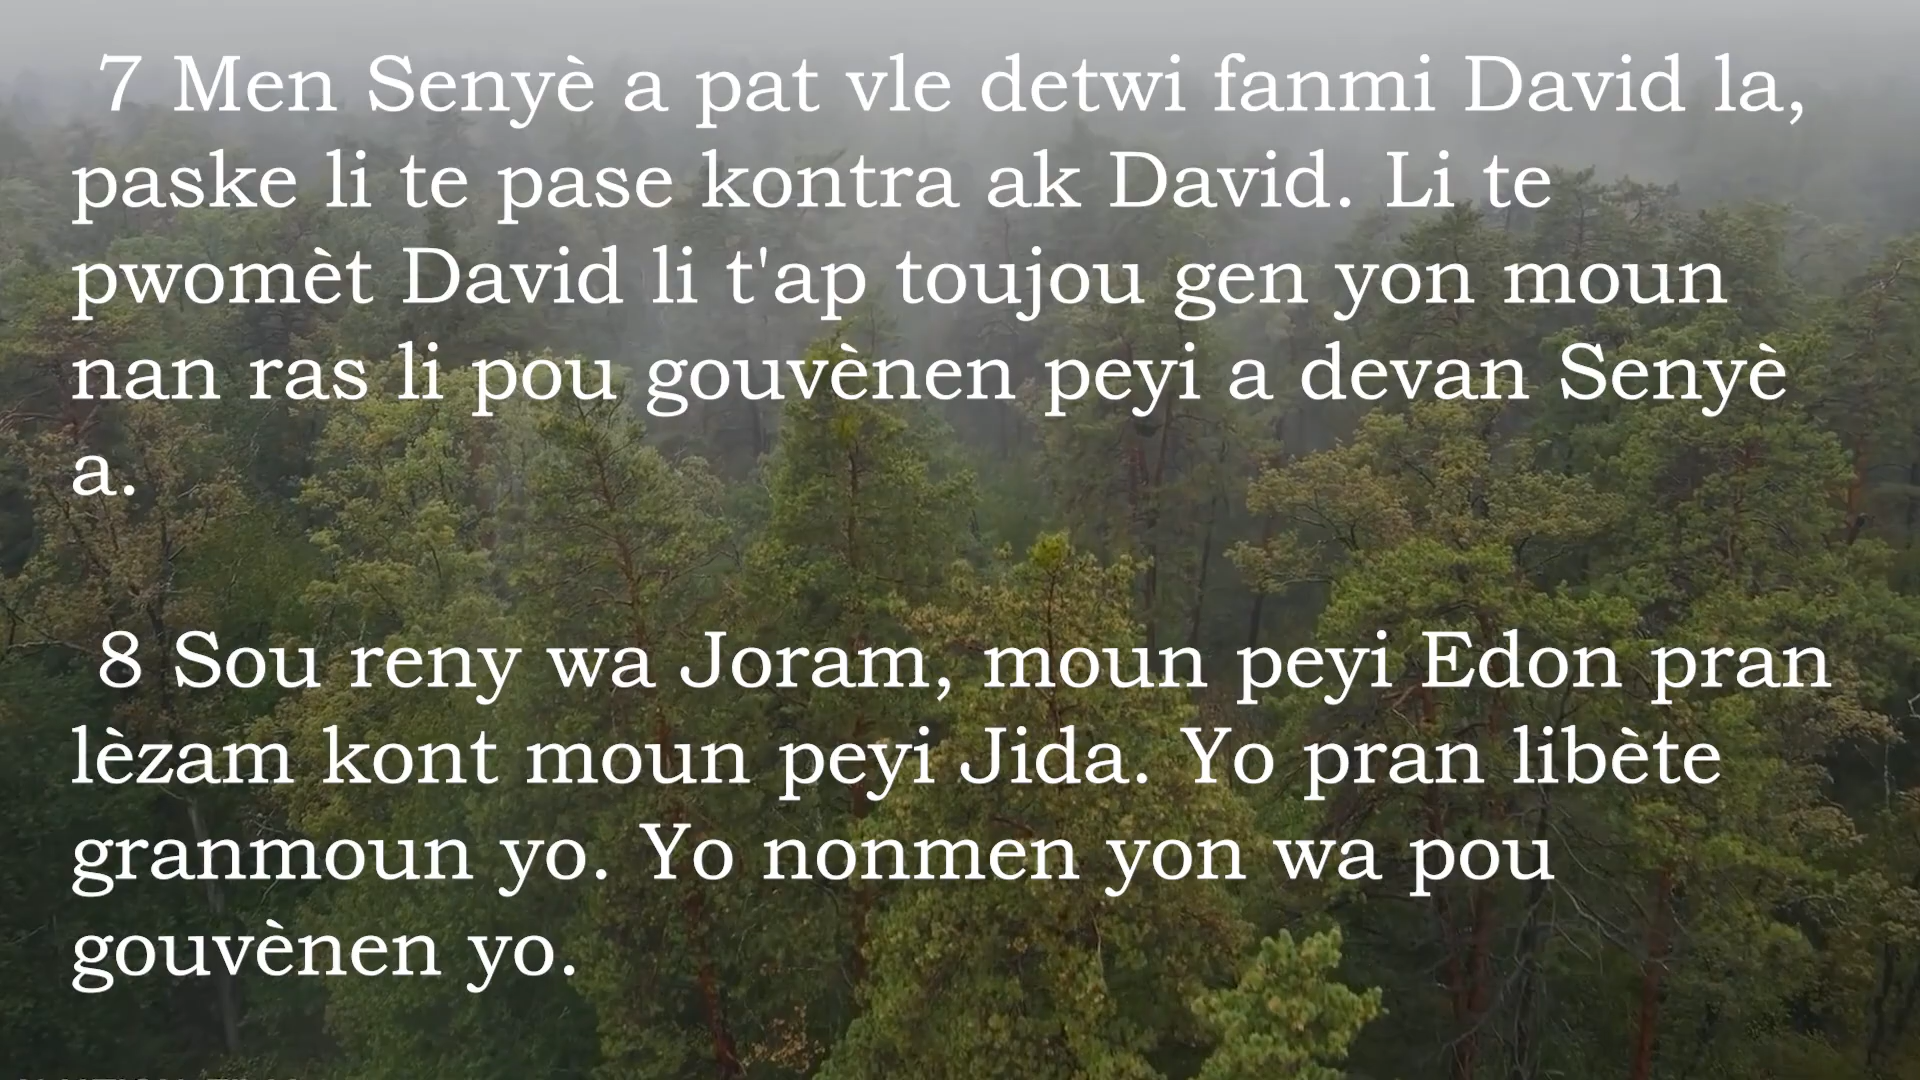 7 Men Senyè a pat vle detwi fanmi David la,
paske li te pase kontra ak David. Li te
pwomèt David li t'ap toujou gen yon moun
nan ras li pou gouvènen peyi a devan Senyè
a.
8 Sou reny wa Joram, moun peyi Edon pran
lèzam kont moun peyi Jida. Yo pran libète
granmoun yo. Yo nonmen yon wa pou
gouvènen yo.